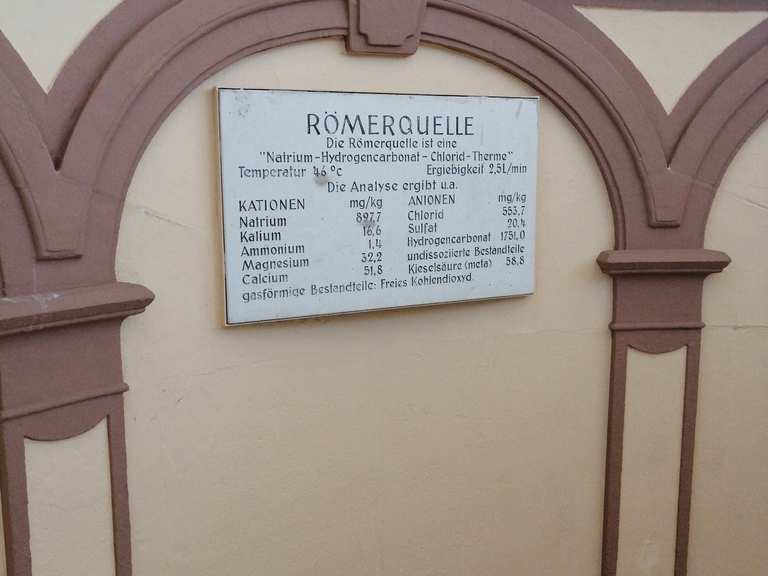 RÖMERQUELLE
Die Römerquelle ist eine
"Natrium-Hydrogencarbonat-Chlorid-Therme"
Temperatur 46 °C Ergiebigkeit 2,5L/min
Die Analyse ergibt u.a.
KATIONEN mg/kg ANIONEN mg/kg
Natrium 897,7 Chlorid 553,7
Kalium 16,6 Sulfat 20,4
Ammonium 1,4 Hydrogencarbonat 1751,0
Magnesium 32,2 undissoziierte Bestandteile
Calcium 51,8 Kieselsäure (meta) 58,8
gasförmige Bestandteile: Freies Kohlendioxyd.